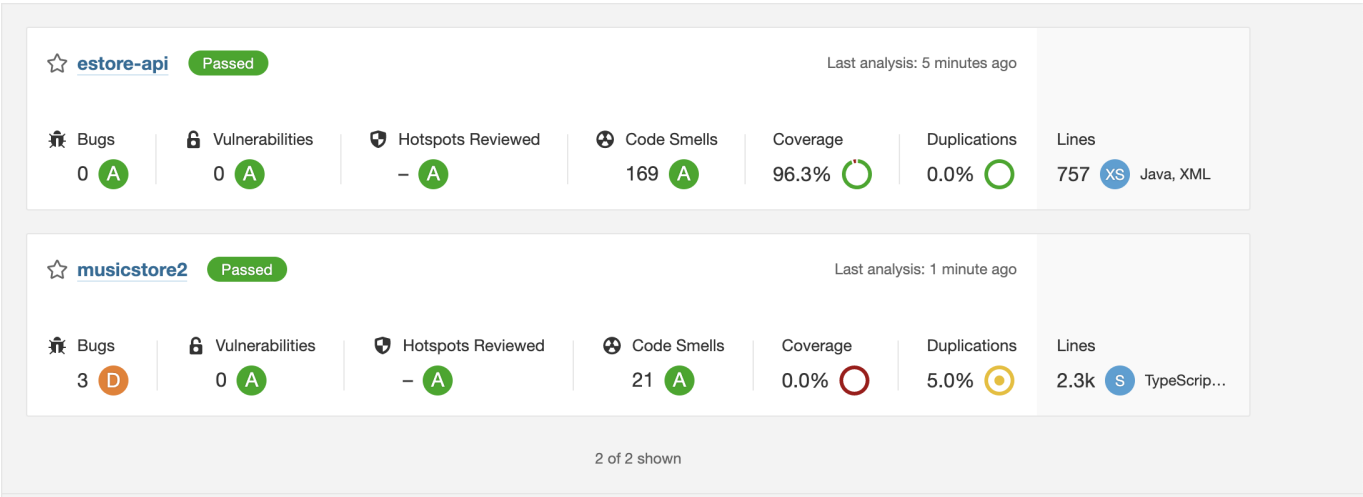 estore-api Passed Last analysis: 5 minutes ago
Bugs Vulnerabilities Hotspots Reviewed Code Smells Coverage Duplications Lines
0 A 0 A – A 169 A 96.3% 0.0% 757 XS Java, XML
musicstore2 Passed Last analysis: 1 minute ago
Bugs Vulnerabilities Hotspots Reviewed Code Smells Coverage Duplications Lines
3 D 0 A – A 21 A 0.0% 5.0% 2.3k S TypeScrip...
2 of 2 shown